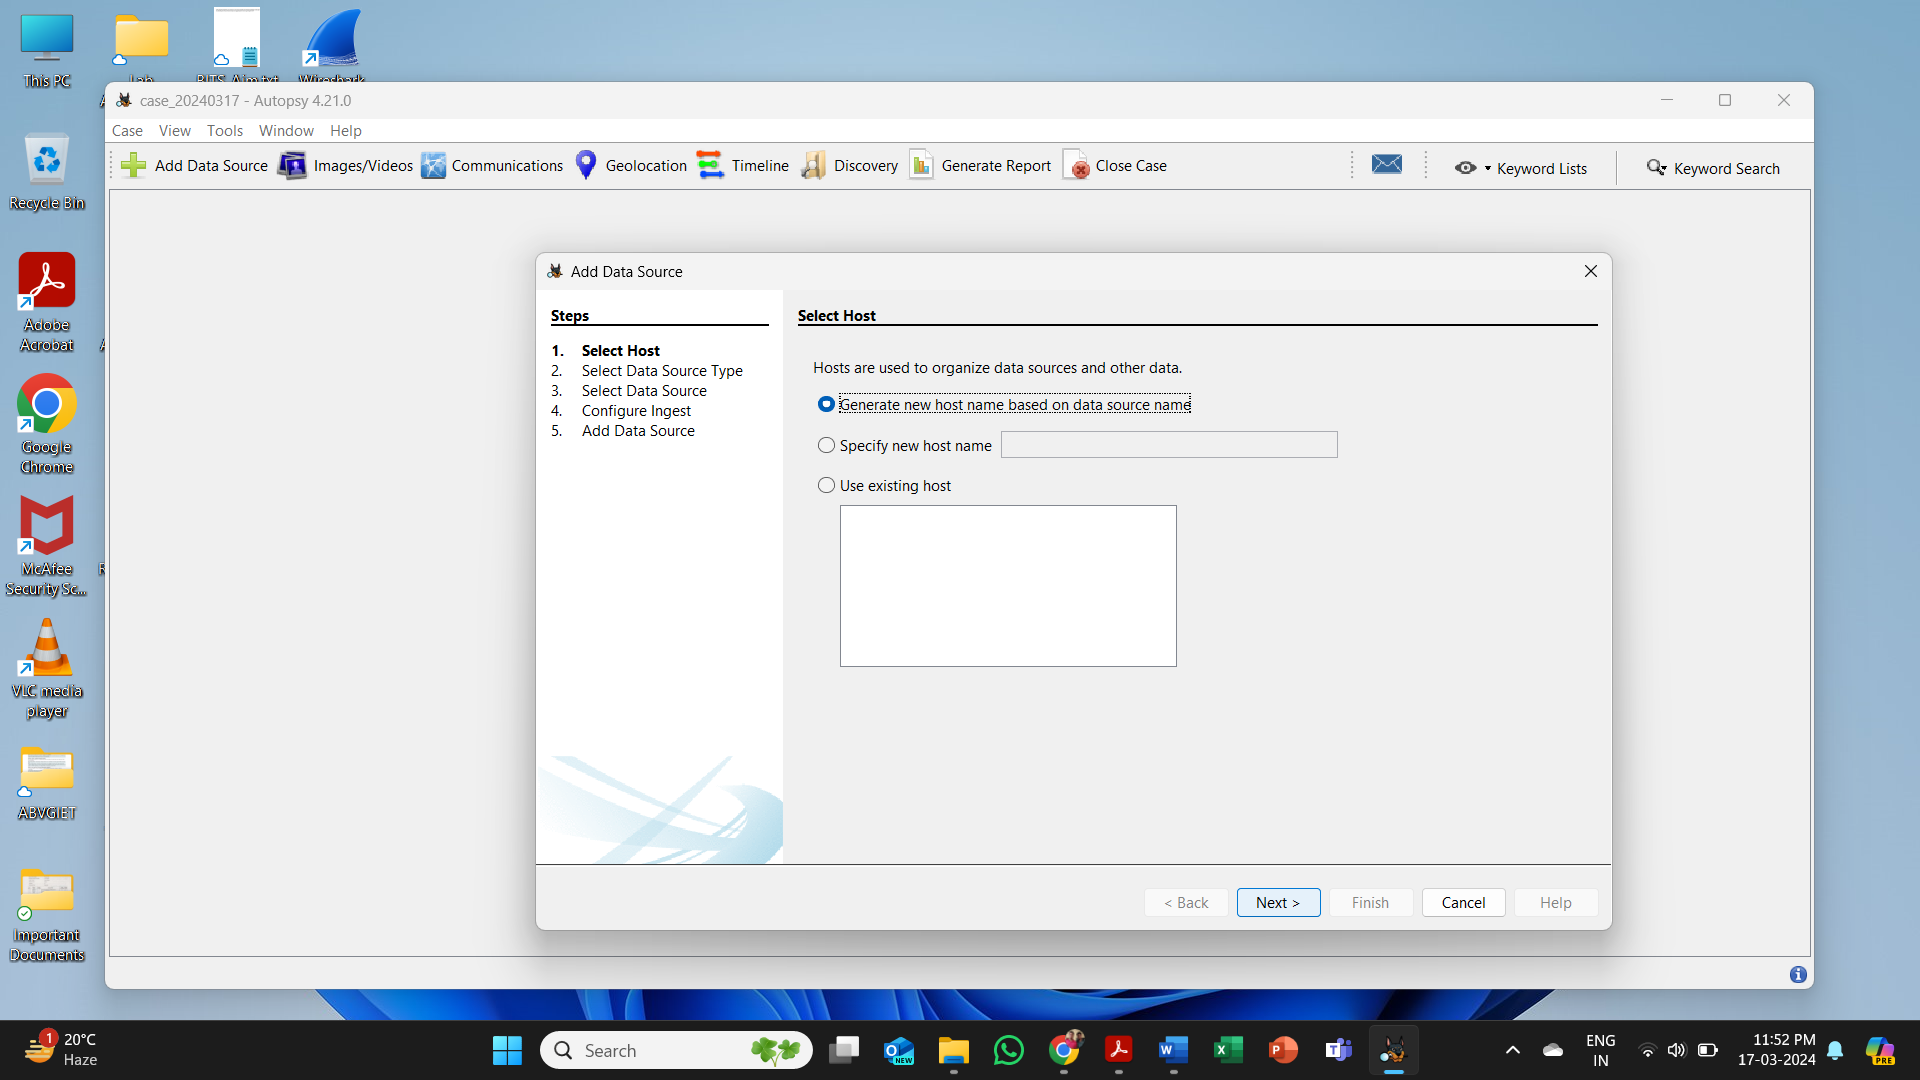 This PC
Recycle Bin
Adobe
Acrobat
Google
Chrome
McAfee
Security Sc...
VLC media
player
ABVGIET
Important
Documents
case_20240317 - Autopsy 4.21.0
Case View Tools Window Help
Add Data Source Images/Videos Communications Geolocation Timeline Discovery Generate Report Close Case Keyword Lists Keyword Search
Add Data Source
Steps
1. Select Host
2. Select Data Source Type
3. Select Data Source
4. Configure Ingest
5. Add Data Source
Select Host
Hosts are used to organize data sources and other data.
Generate new host name based on data source name
Specify new host name
Use existing host
< Back Next > Finish Cancel Help
1
20°C
Haze
Search
NEW
ENG
IN
11:52 PM
17-03-2024
PRE